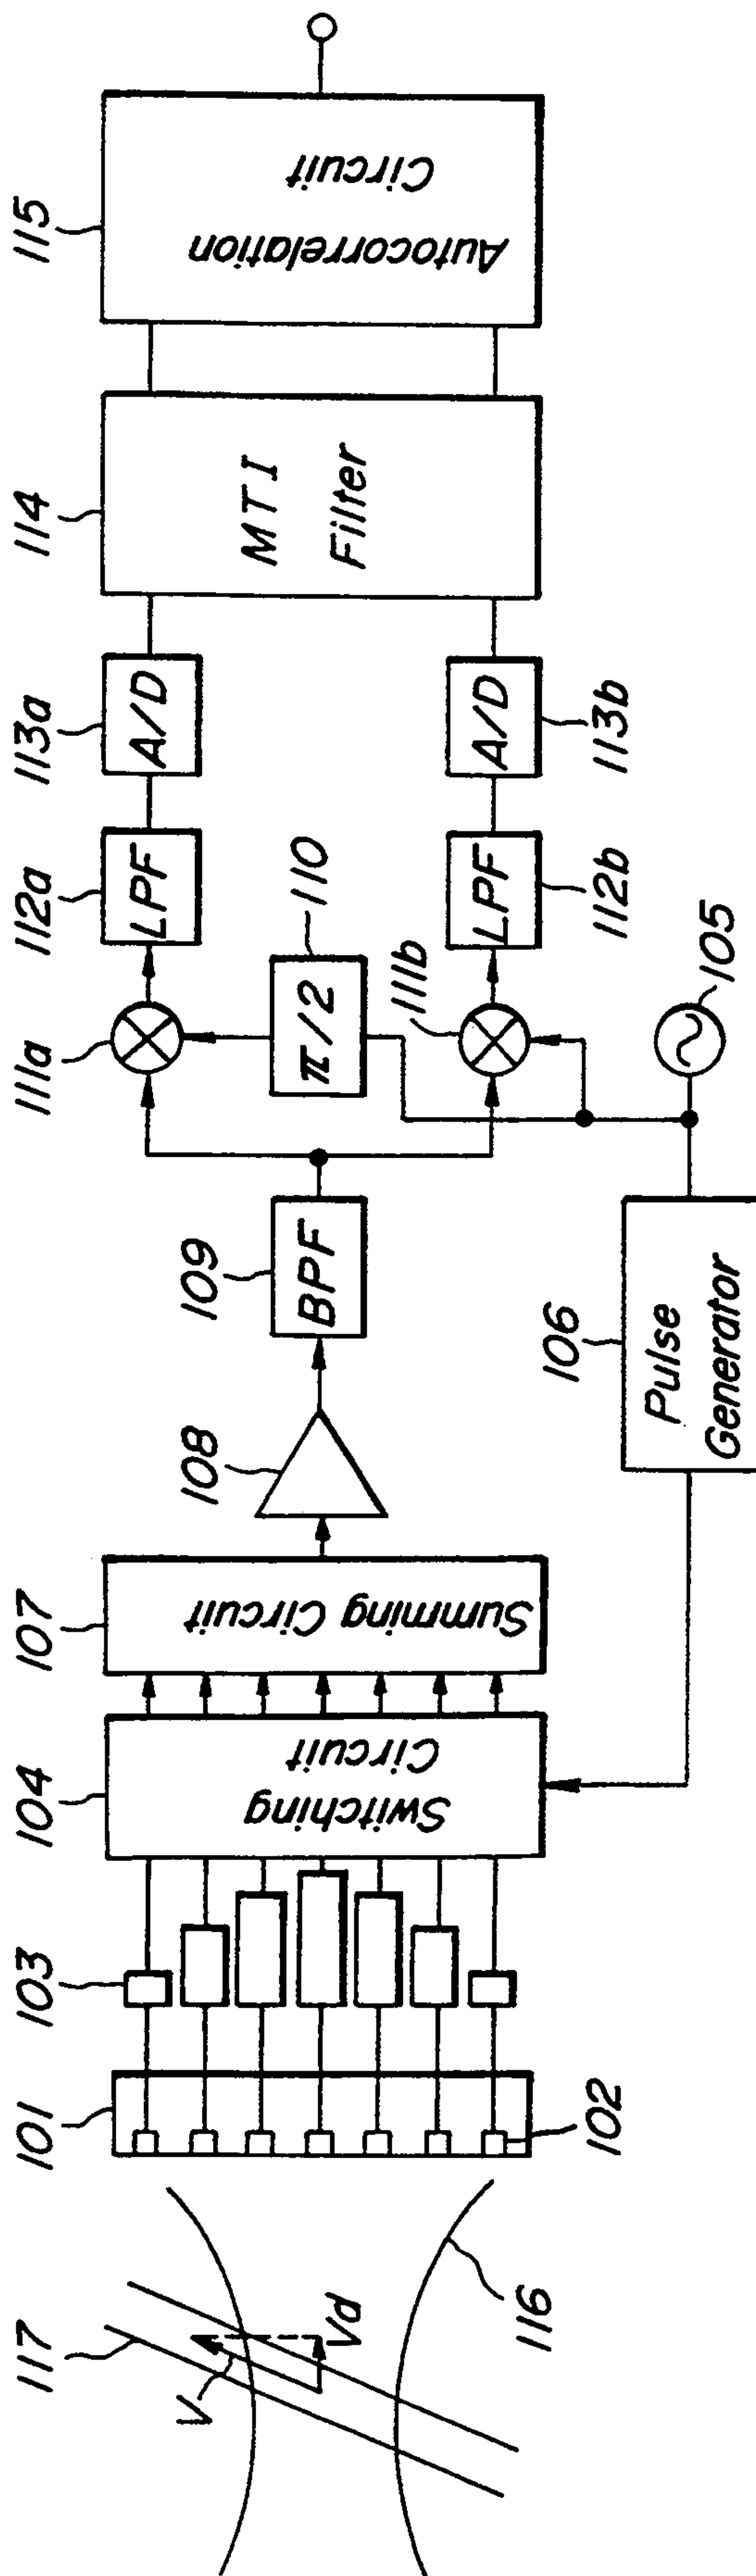 117
V
Vd
116
101
102
103
104
Switching
Circuit
107
Summing Circuit
108
109
BPF
106
Pulse
Generator
105
110
π/2
111a
111b
112a
LPF
112b
LPF
113a
A/D
113b
A/D
114
MTI
Filter
115
Autocorrelation
Circuit